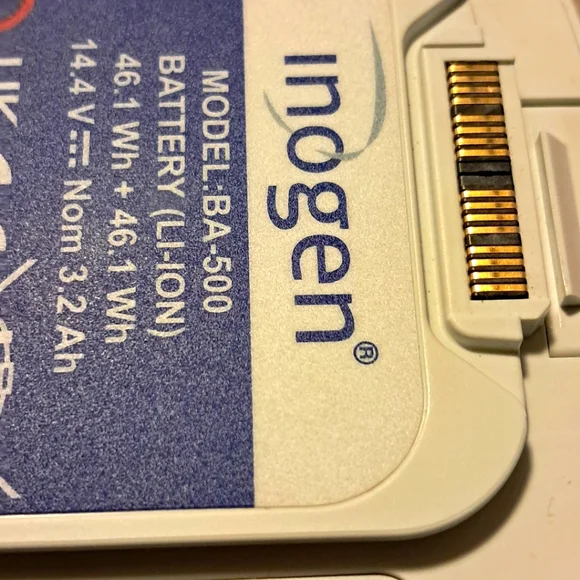 Inogen®
MODEL:BA-500
BATTERY (LI-ION)
46.1 Wh + 46.1 Wh
14.4 V ⎓ Nom 3.2 Ah
UK